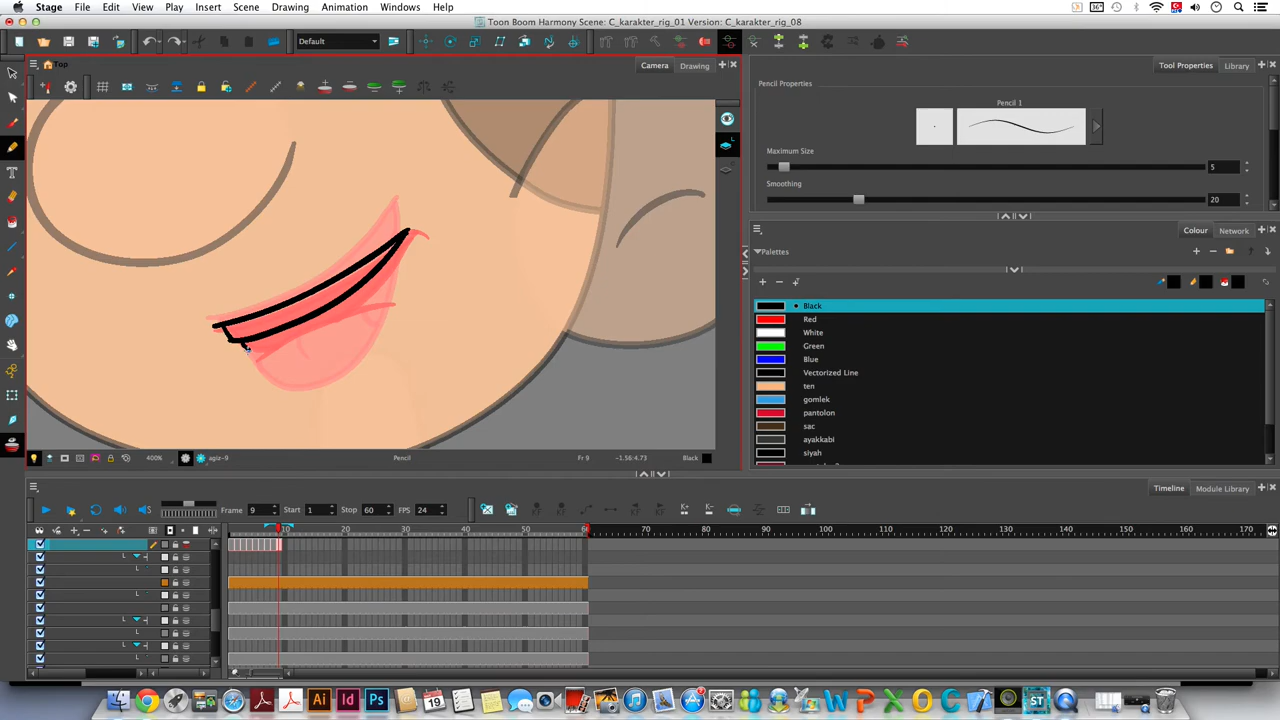 Stage File Edit View Play Insert Scene Drawing Animation Windows Help
Toon Boom Harmony Scene: C_karakter_rig_01 Version: C_karakter_rig_08
Default
Top
Camera
Drawing
Tool Properties
Library
Pencil Properties
Pencil 1
Maximum Size
5
Smoothing
20
Colour
Network
Palettes
Black
Red
White
Green
Blue
Vectorized Line
ten
gomlek
pantolon
sac
ayakkabi
siyah
400%
agiz-9
Pencil
Fr 9
-1.56:4.73
Black
Timeline
Module Library
Frame 9 Start 1 Stop 60 FPS 24
10 20 30 40 50 60 70 80 90 100 110 120 130 140 150 160 170